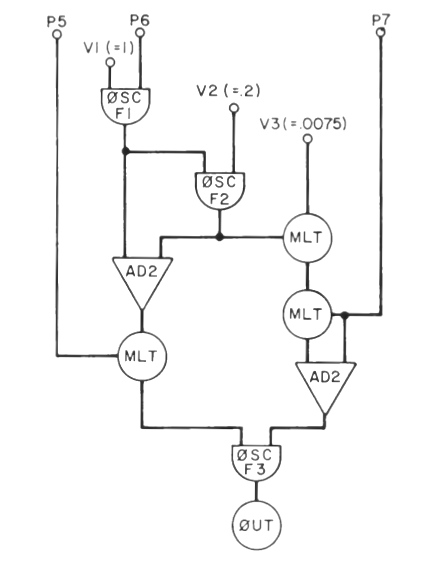 P5
P6
P7
V1 (=1)
ØSC
F1
V2 (=.2)
V3(=.0075)
ØSC
F2
MLT
AD2
MLT
MLT
AD2
ØSC
F3
ØUT